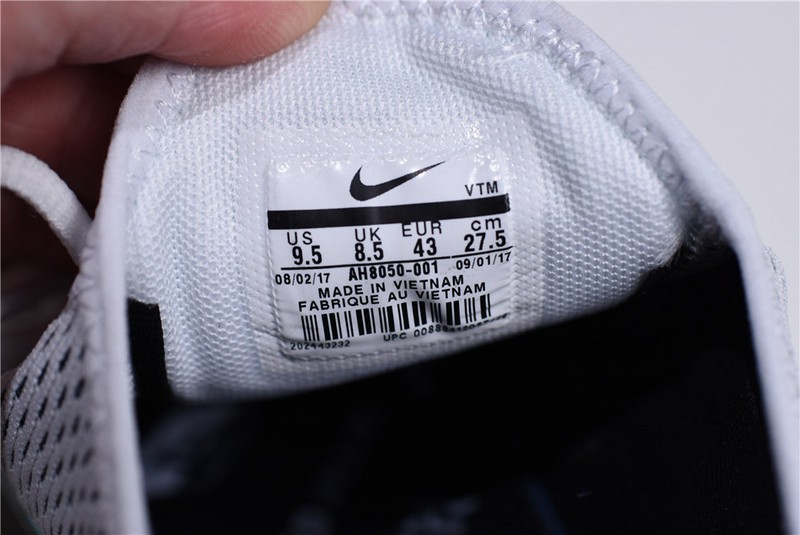 VTM
US UK EUR cm
9.5 8.5 43 27.5
08/02/17 AH8050-001 09/01/17
MADE IN VIETNAM
FABRIQUE AU VIETNAM
UPC